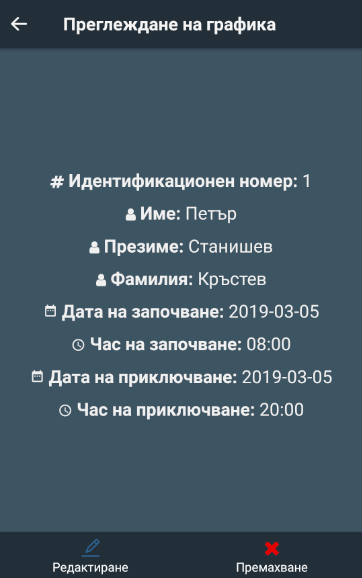 Преглеждане на графика
# Идентификационен номер: 1
Име: Петър
Презиме: Станишев
Фамилия: Кръстев
Дата на започване: 2019-03-05
Час на започване: 08:00
Дата на приключване: 2019-03-05
Час на приключване: 20:00
Редактиране
Премахване